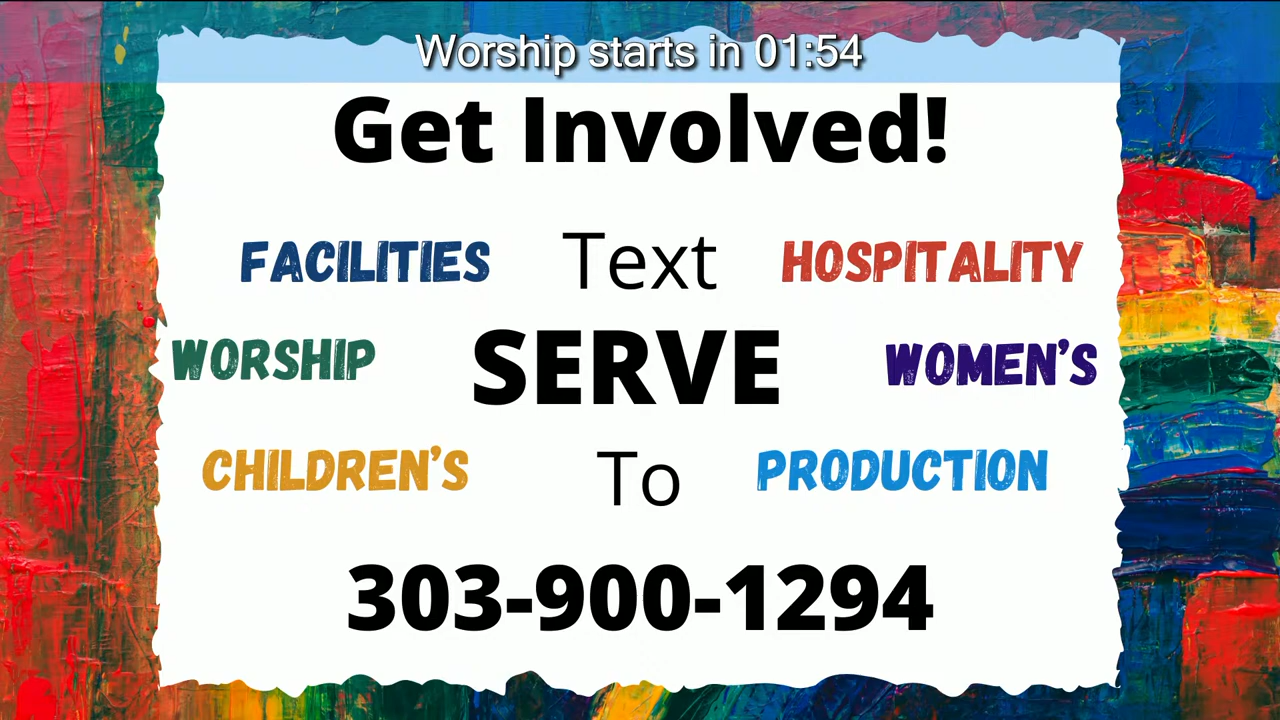 Worship starts in 01:54
Get Involved!
FACILITIES Text HOSPITALITY
WORSHIP SERVE WOMEN'S
CHILDREN'S To PRODUCTION
303-900-1294